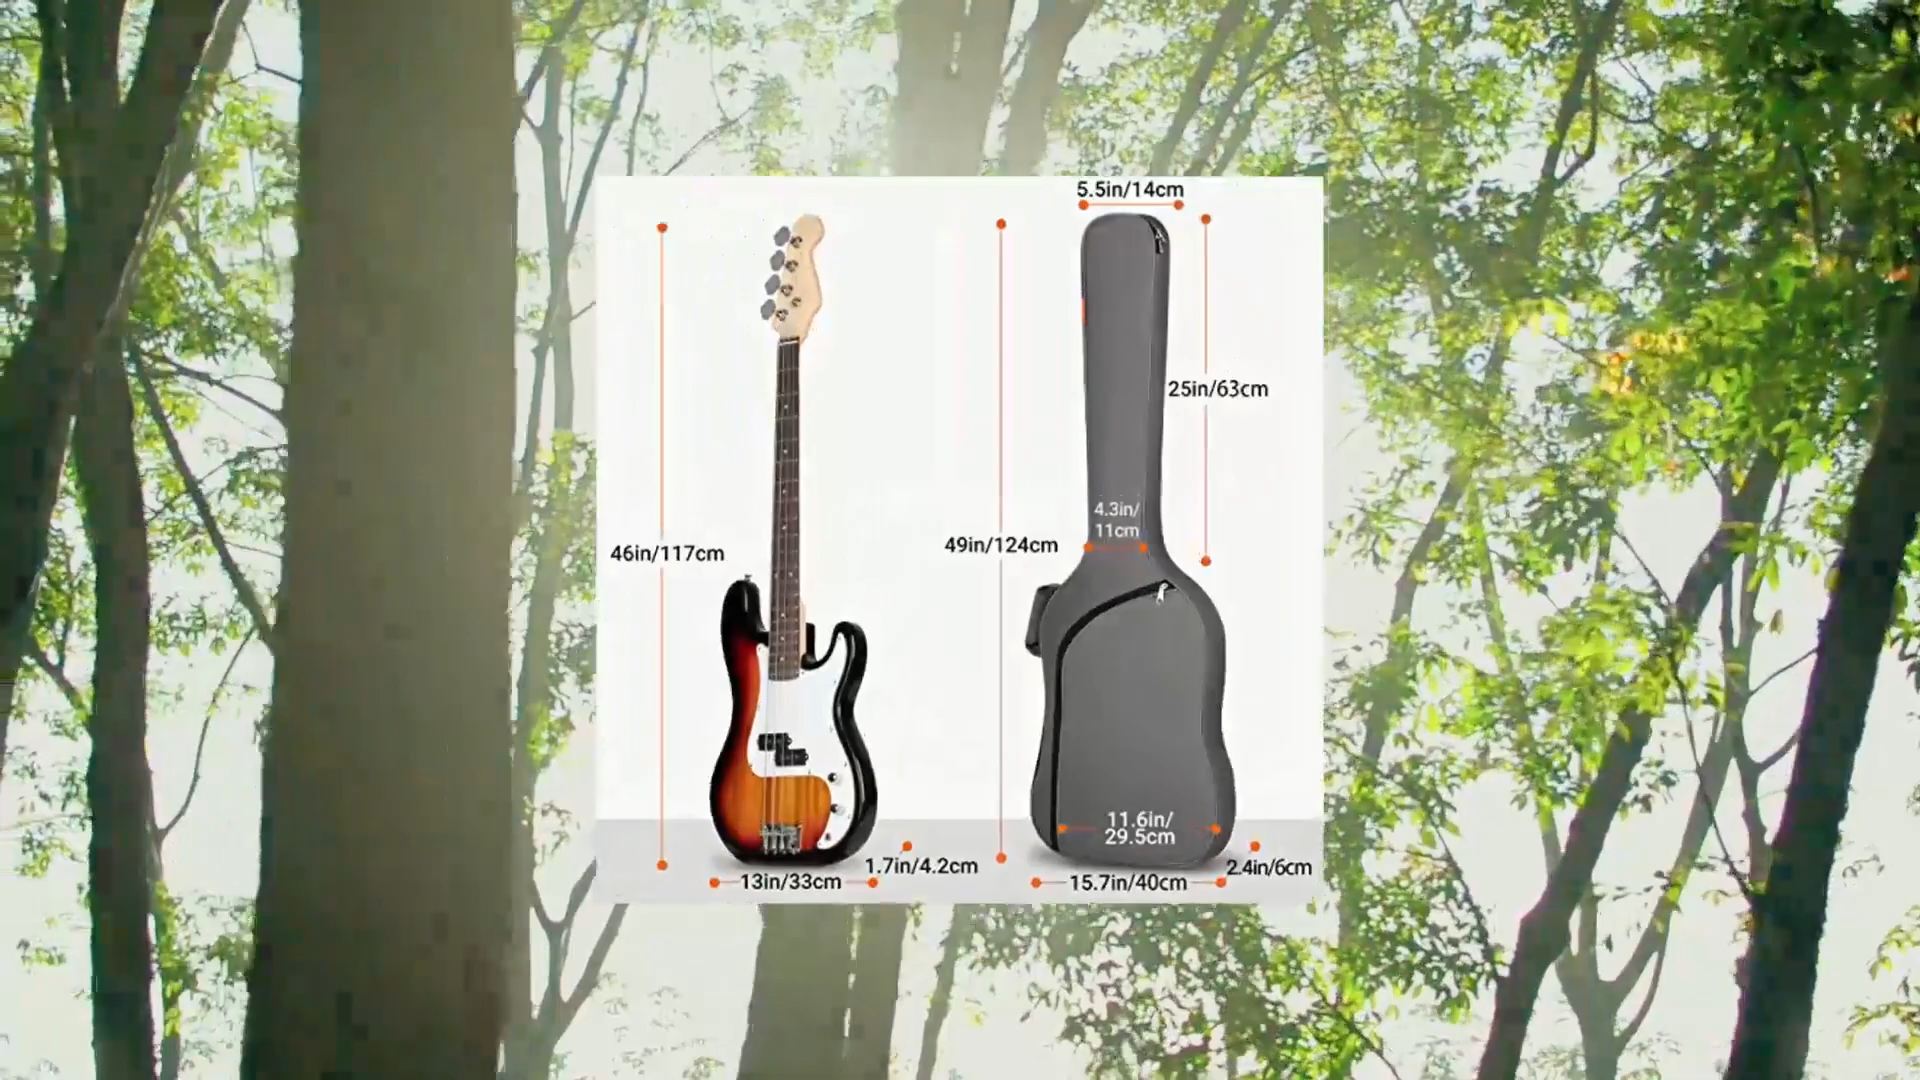 5.5in/14cm
25in/63cm
4.3in/
11cm
46in/117cm
49in/124cm
11.6in/
29.5cm
1.7in/4.2cm
2.4in/6cm
13in/33cm
15.7in/40cm